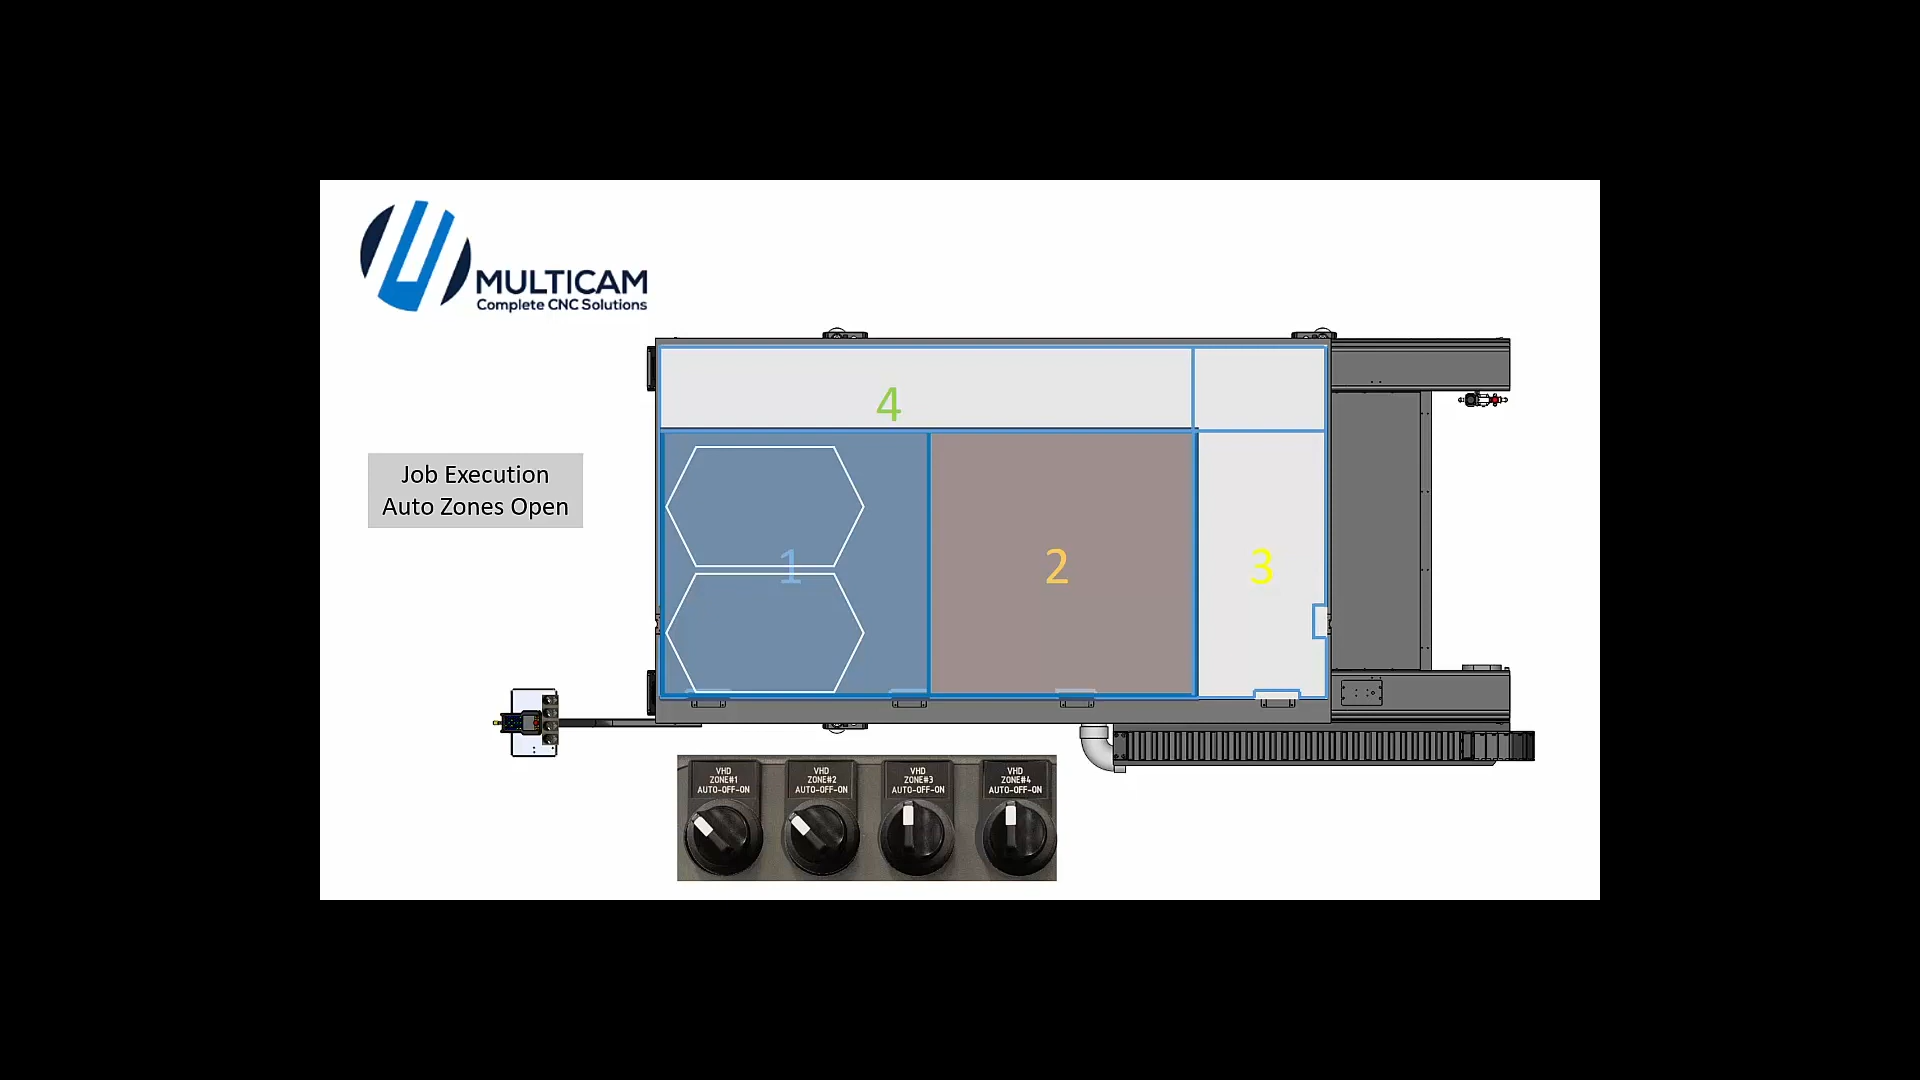 MULTICAM
Complete CNC Solutions
4
Job Execution
Auto Zones Open
1
2
3
VHD
ZONE#1
AUTO-OFF-ON
VHD
ZONE#2
AUTO-OFF-ON
VHD
ZONE#3
AUTO-OFF-ON
VHD
ZONE#4
AUTO-OFF-ON